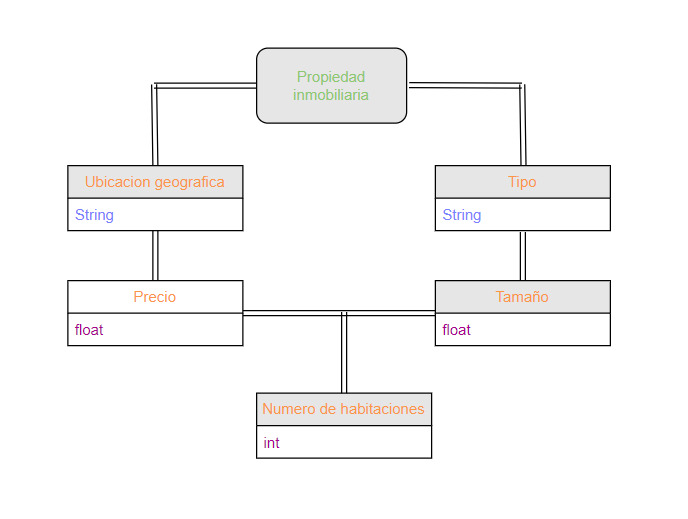 Propiedad
inmobiliaria
Ubicacion geografica
String
Tipo
String
Precio
float
Tamaño
float
Numero de habitaciones
int